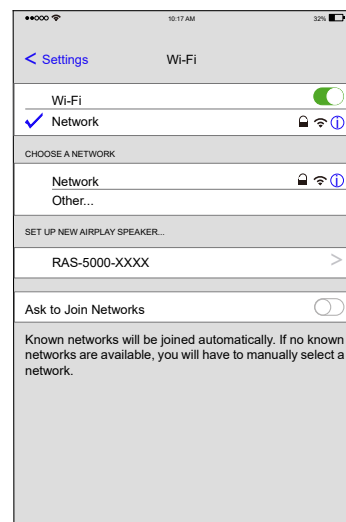 10:17 AM
32%
< Settings
Wi-Fi
Wi-Fi
Network
CHOOSE A NETWORK
Network
Other...
SET UP NEW AIRPLAY SPEAKER...
RAS-5000-XXXX
Ask to Join Networks
Known networks will be joined automatically. If no known
networks are available, you will have to manually select a
network.